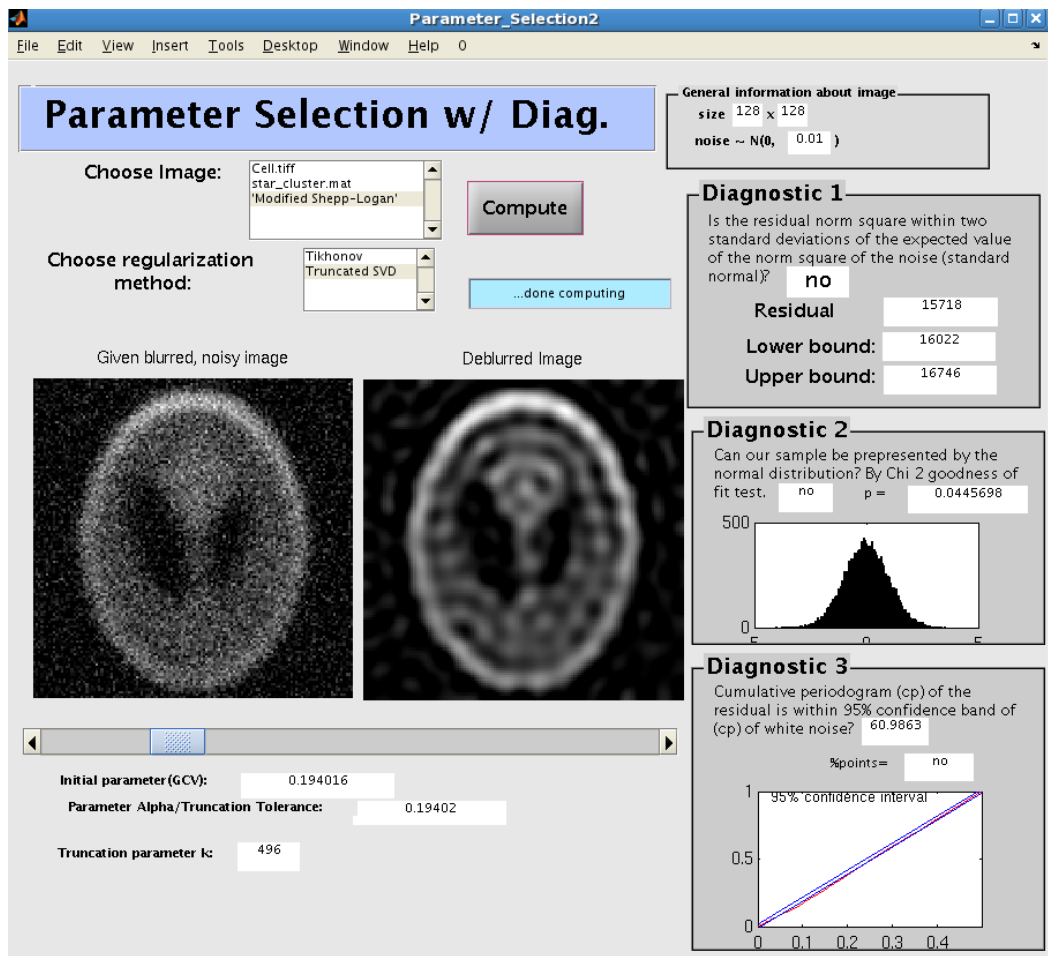 Parameter_Selection2
File Edit View Insert Tools Desktop Window Help 0
Parameter Selection w/ Diag.
General information about image
size 128 x 128
noise ~ N(0, 0.01 )
Choose Image:
Cell.tiff
star_cluster.mat
'Modified Shepp-Logan'
Compute
Choose regularization
method:
Tikhonov
Truncated SVD
...done computing
Diagnostic 1
Is the residual norm square within two
standard deviations of the expected value
of the norm square of the noise (standard
normal)? no
Residual 15718
Lower bound: 16022
Upper bound: 16746
Given blurred, noisy image
Deblurred Image
Diagnostic 2
Can our sample be prepresented by the
normal distribution? By Chi 2 goodness of
fit test. no p = 0.0445698
500
0
-5 0 5
Diagnostic 3
Cumulative periodogram (cp) of the
residual is within 95% confidence band of
(cp) of white noise? 60.9863
%points= no
95% confidence interval
1
0.5
0
0 0.1 0.2 0.3 0.4
Initial parameter(GCV): 0.194016
Parameter Alpha/Truncation Tolerance: 0.19402
Truncation parameter k: 496